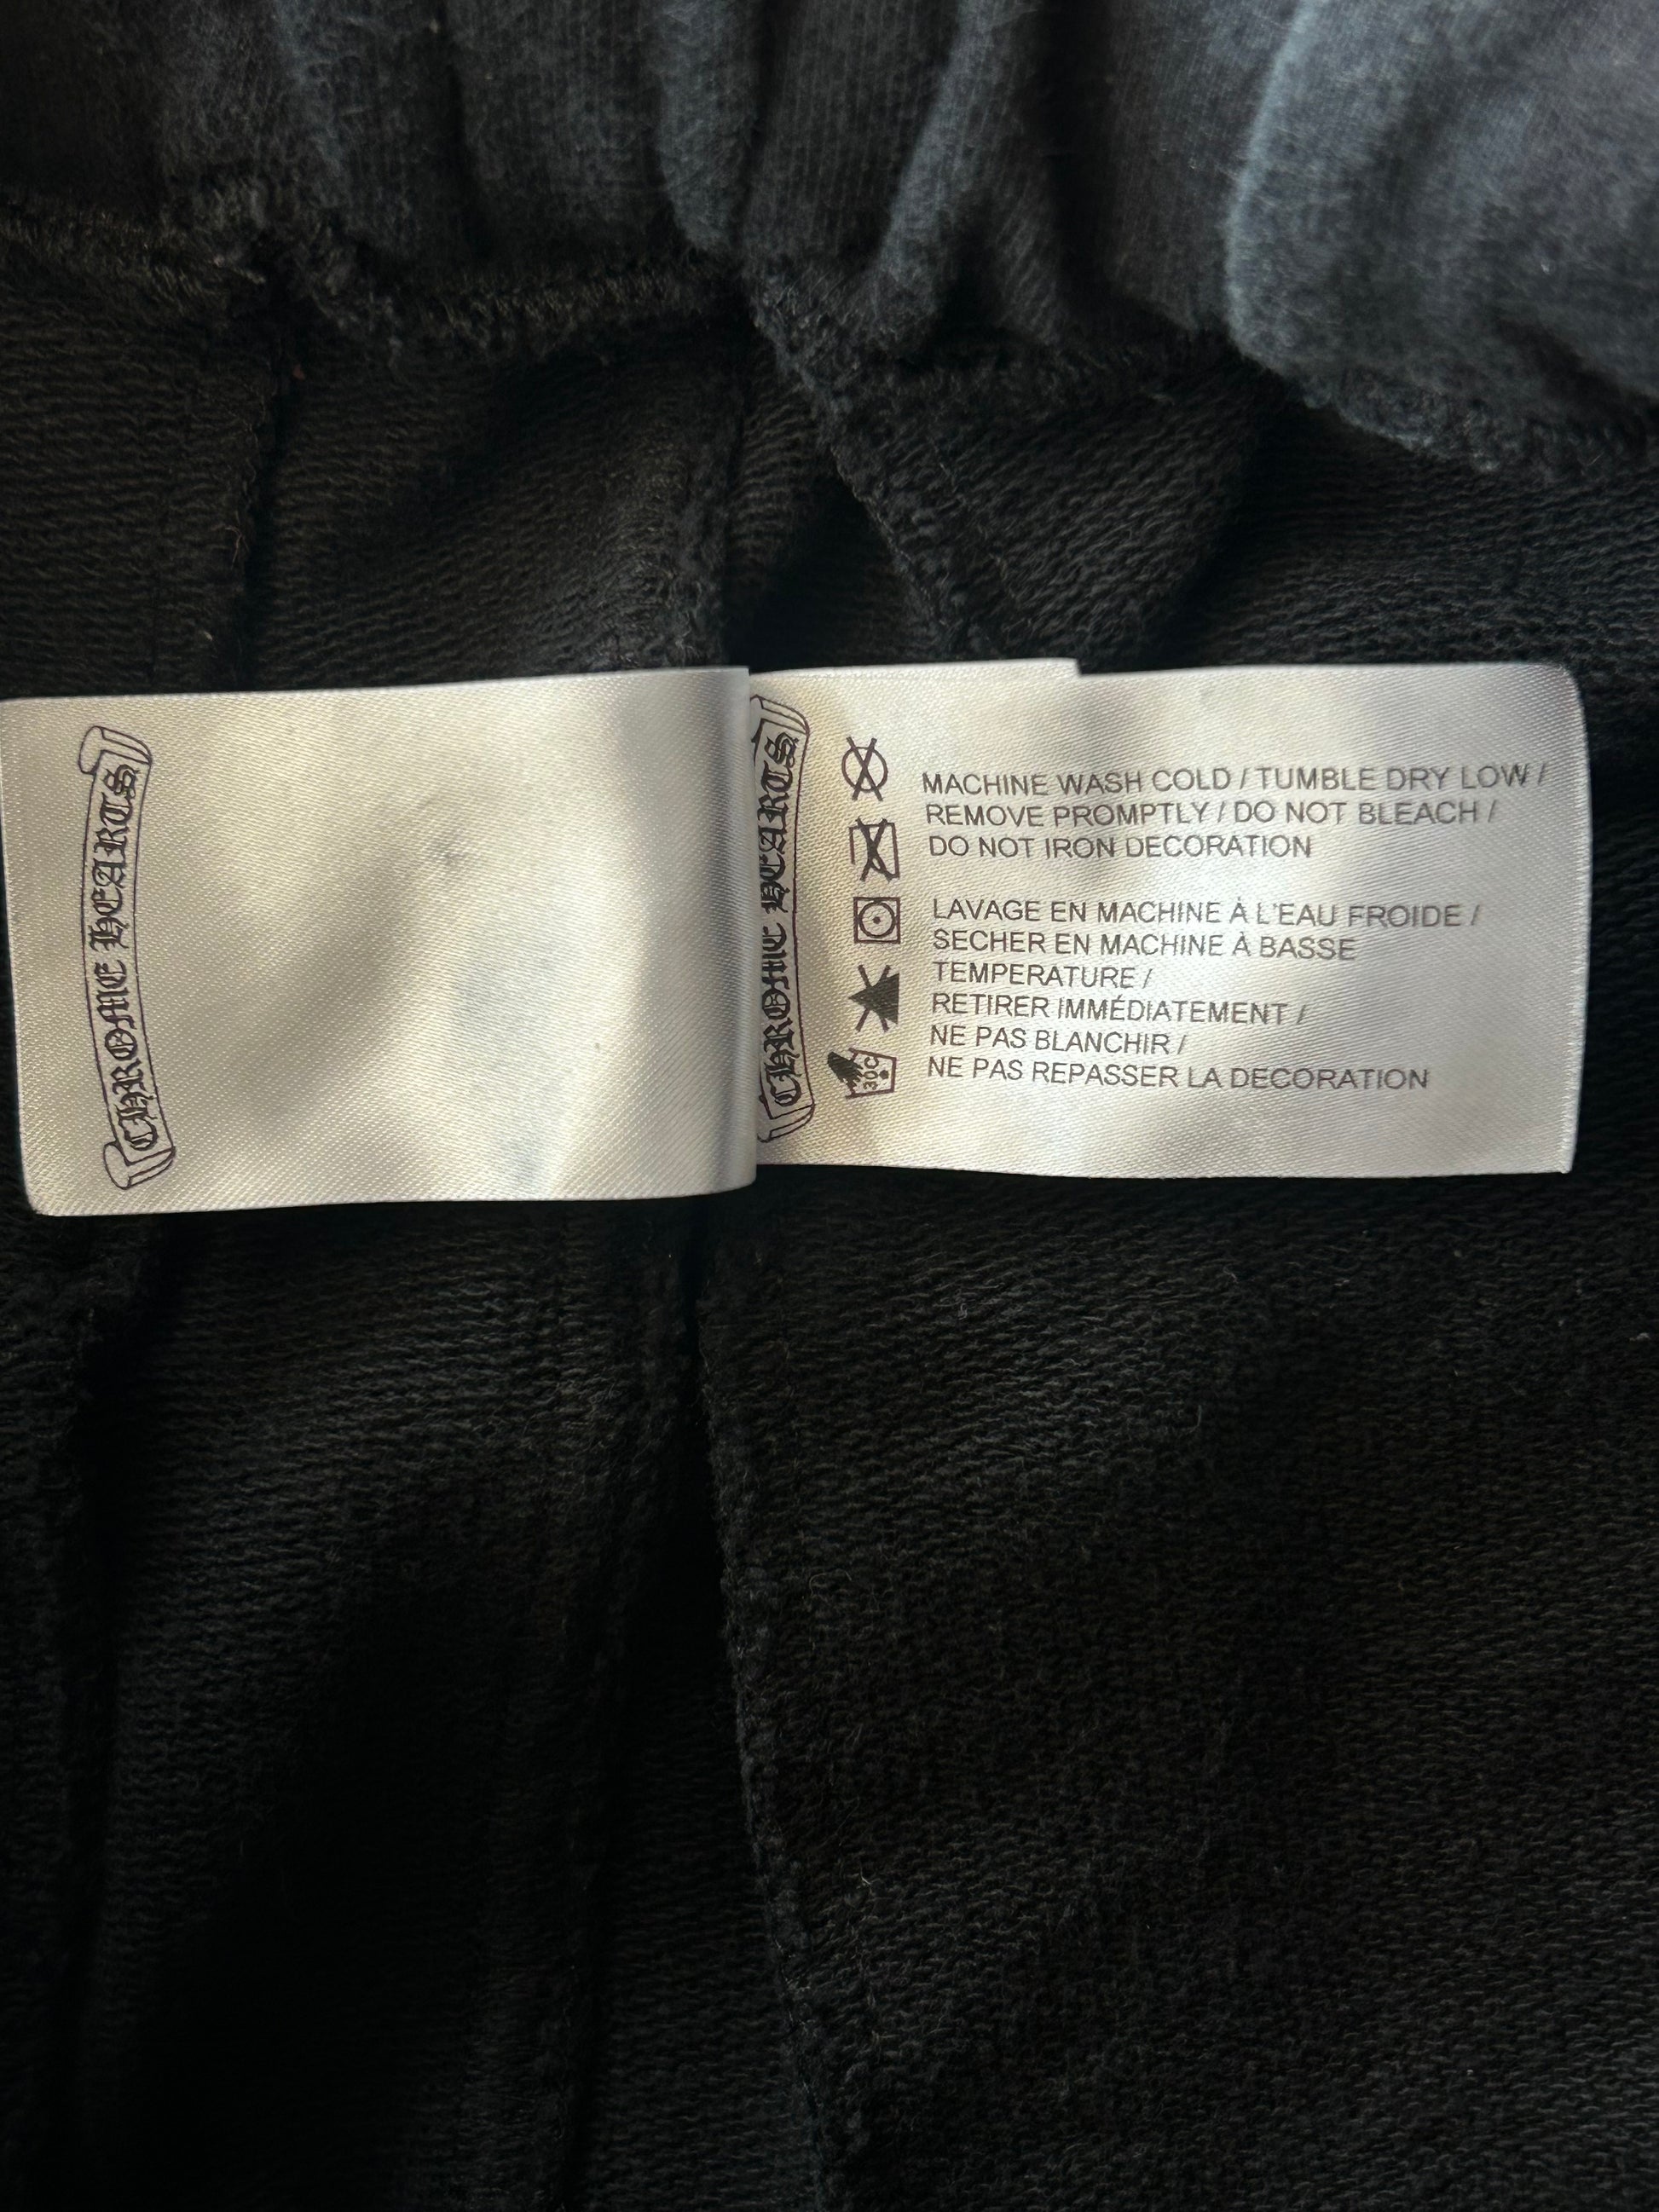 CHROME HEARTS
CHROME HEARTS
MACHINE WASH COLD / TUMBLE DRY LOW /
REMOVE PROMPTLY / DO NOT BLEACH /
DO NOT IRON DECORATION
LAVAGE EN MACHINE À L'EAU FROIDE /
SECHER EN MACHINE À BASSE
TEMPERATURE /
RETIRER IMMÉDIATEMENT /
NE PAS BLANCHIR /
NE PAS REPASSER LA DECORATION
30C